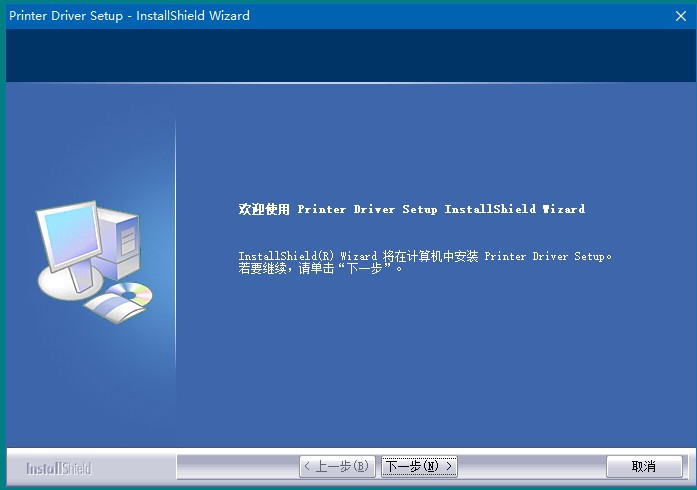 Printer Driver Setup - InstallShield Wizard
欢迎使用 Printer Driver Setup InstallShield Wizard
InstallShield(R) Wizard 将在计算机中安装 Printer Driver Setup。
若要继续，请单击“下一步”。
InstallShield
< 上一步(B)
下一步(N) >
取消